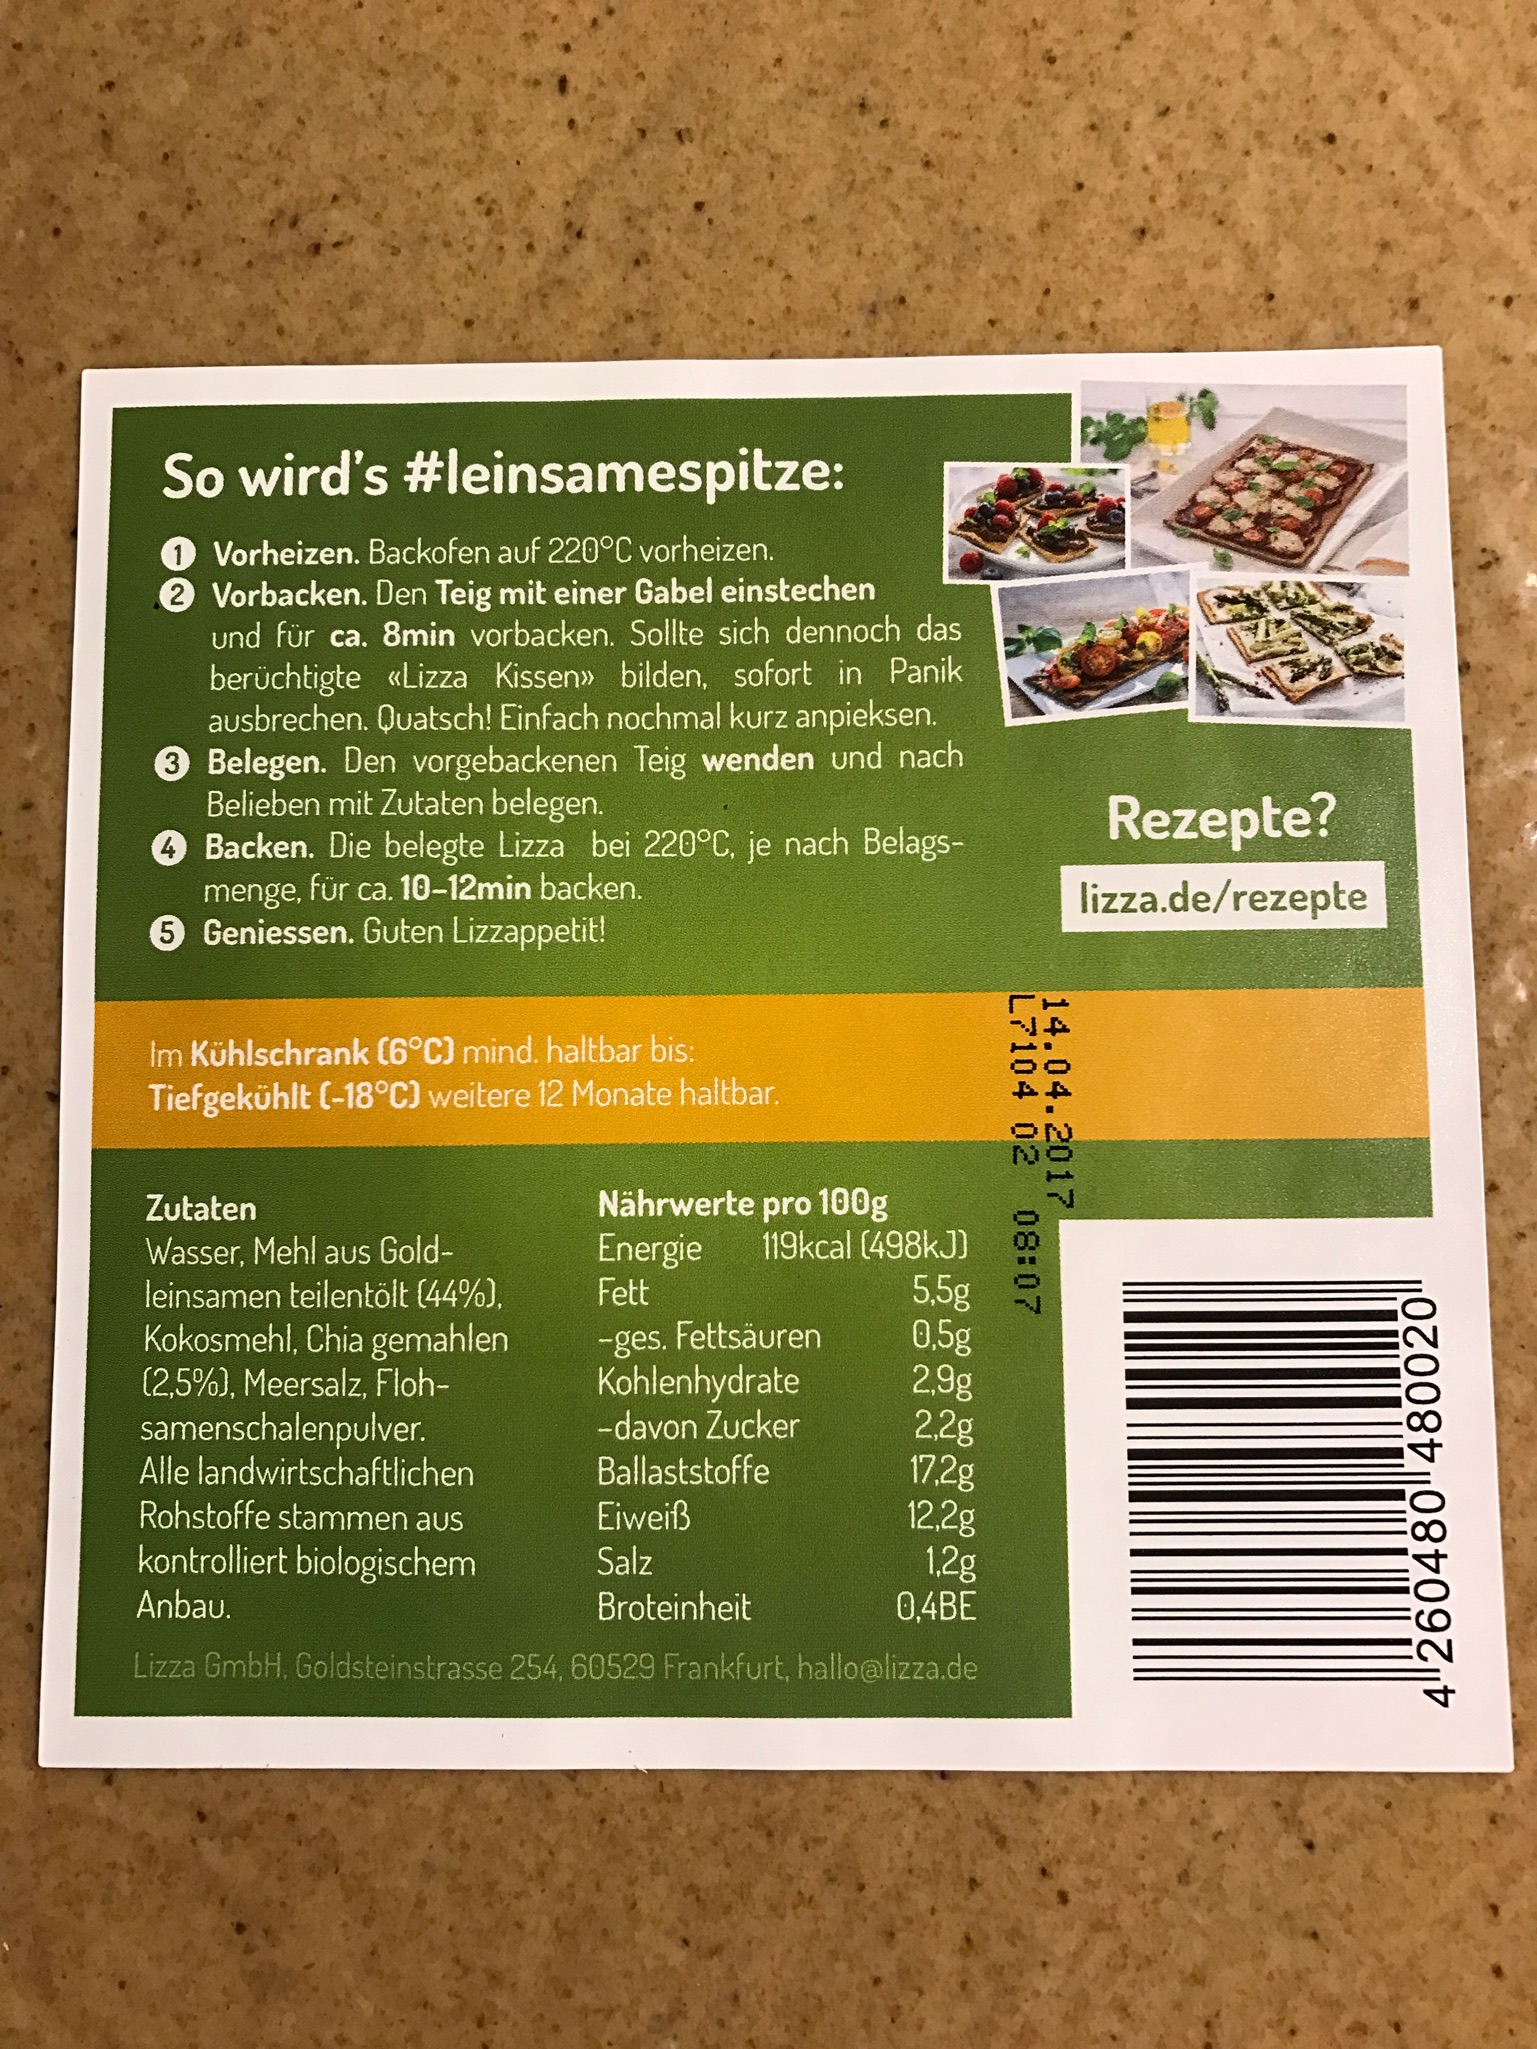 So wird's #leinsamespitze:
1 Vorheizen. Backofen auf 220°C vorheizen.
2 Vorbacken. Den Teig mit einer Gabel einstechen
und für ca. 8min vorbacken. Sollte sich dennoch das
berüchtigte «Lizza Kissen» bilden, sofort in Panik
ausbrechen. Quatsch! Einfach nochmal kurz anpieksen.
3 Belegen. Den vorgebackenen Teig wenden und nach
Belieben mit Zutaten belegen.
4 Backen. Die belegte Lizza bei 220°C, je nach Belags-
menge, für ca. 10-12min backen.
5 Geniessen. Guten Lizzappetit!
Rezepte?
lizza.de/rezepte
Im Kühlschrank (6°C) mind. haltbar bis:
Tiefgekühlt (-18°C) weitere 12 Monate haltbar.
14.04.2017
L7104 02 08:07
Zutaten
Wasser, Mehl aus Gold-
leinsamen teilentölt (44%),
Kokosmehl, Chia gemahlen
(2,5%), Meersalz, Floh-
samenschalenpulver.
Alle landwirtschaftlichen
Rohstoffe stammen aus
kontrolliert biologischem
Anbau.
Nährwerte pro 100g
Energie 119kcal (498kJ)
Fett 5,5g
-ges. Fettsäuren 0,5g
Kohlenhydrate 2,9g
-davon Zucker 2,2g
Ballaststoffe 17,2g
Eiweiß 12,2g
Salz 1,2g
Broteinheit 0,4BE
Lizza GmbH, Goldsteinstrasse 254, 60529 Frankfurt, hallo@lizza.de
4 260480 480020